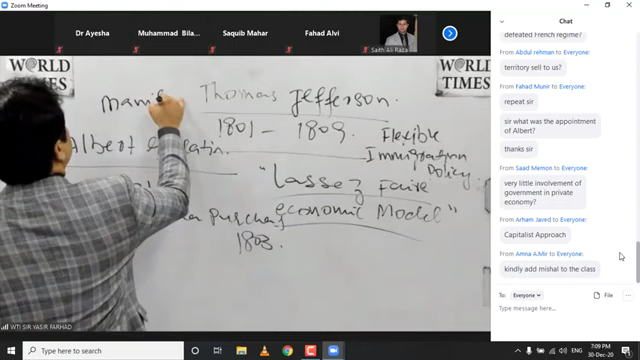 Zoom Meeting
Dr Ayesha
Muhammad Bila...
Saquib Mahar
Fahad Alvi
Saith Ali Raza
W RLD
TIMES
W RLD
TIMES
Thomas Jefferson.
1801 - 1809
Flexible
Immigration
Policy.
Albert
"Lassez Faire
economic Model"
1803.
WTI SIR YASIR FARHAD
Chat
defeated French regime?
From Abdul rehman to Everyone:
territory sell to us?
From Fahad Munir to Everyone:
repeat sir
sir what was the appointment
of Albert?
thanks sir
From Saad Memon to Everyone:
very little involvement of
government in private
economy?
From Arham Javed to Everyone:
Capitalist Approach
From Amna A.Mir to Everyone:
kindly add mishal to the class
To: Everyone
File
Type message here...
Type here to search
7:09 PM
30-Dec-20